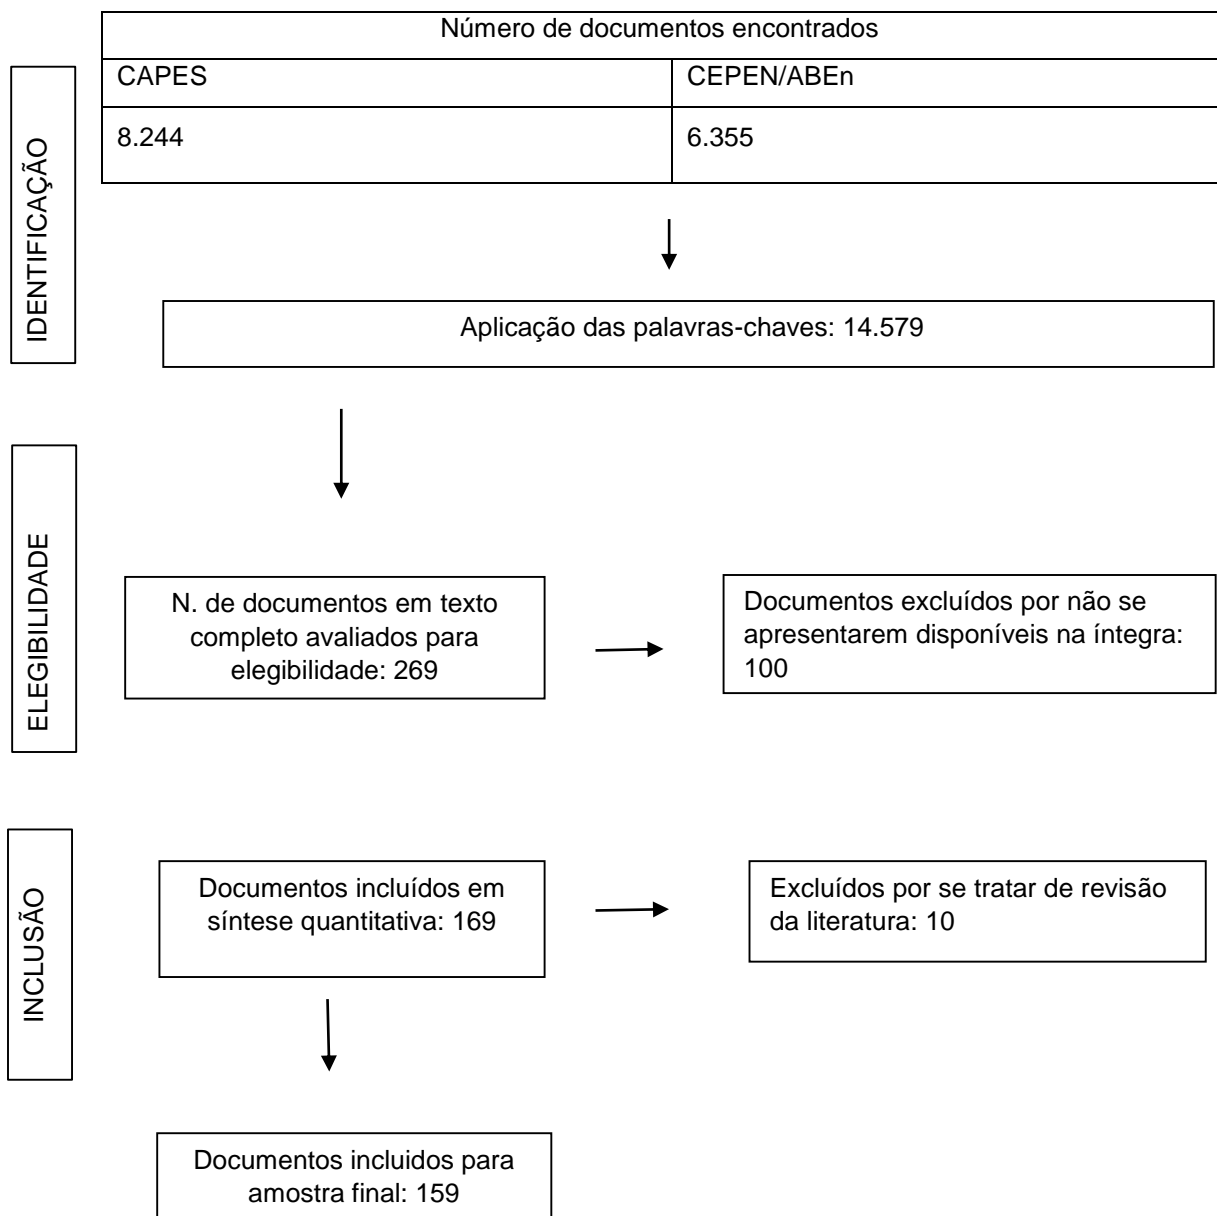 Número de documentos encontrados
CAPES
CEPEN/ABEn
8.244
6.355
IDENTIFICAÇÃO
Aplicação das palavras-chaves: 14.579
ELEGIBILIDADE
N. de documentos em texto
completo avaliados para
elegibilidade: 269
Documentos excluídos por não se
apresentarem disponíveis na íntegra:
100
INCLUSÃO
Documentos incluídos em
síntese quantitativa: 169
Excluídos por se tratar de revisão
da literatura: 10
Documentos incluidos para
amostra final: 159